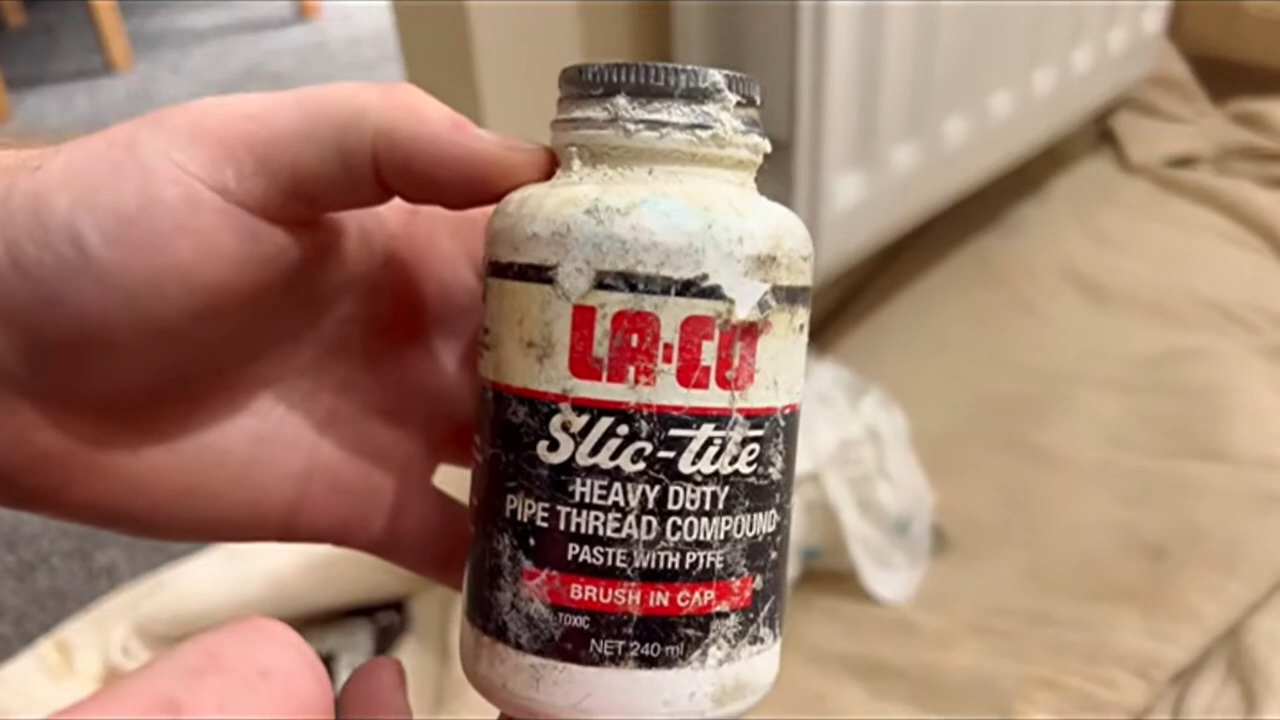 LA-CO
Slic-tite
HEAVY DUTY
PIPE THREAD COMPOUND
PASTE WITH PTFE
BRUSH IN CAP
TOXIC
NET 240 ml